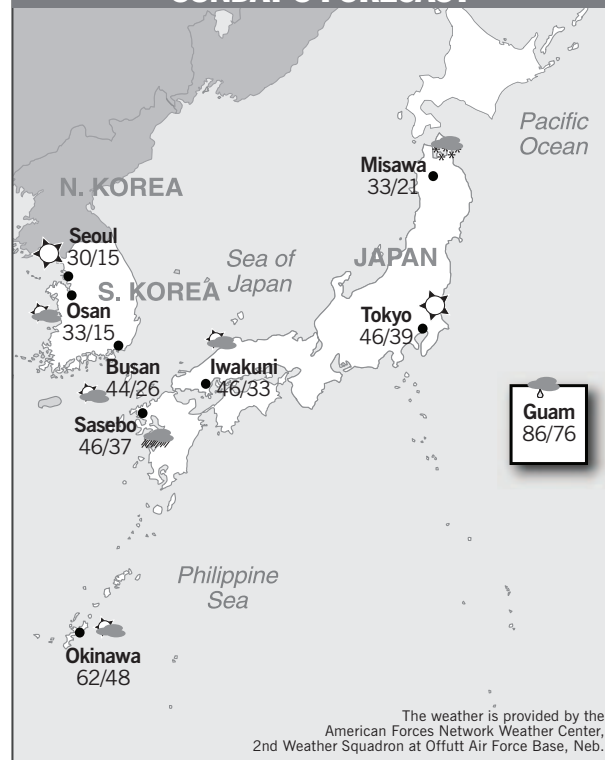 Pacific
Ocean
Misawa
33/21
N. KOREA
Seoul
30/15
Sea of
Japan
JAPAN
S. KOREA
Osan
33/15
Tokyo
46/39
Busan
44/26
Iwakuni
46/33
Guam
86/76
Sasebo
46/37
Philippine
Sea
Okinawa
62/48
The weather is provided by the
American Forces Network Weather Center,
2nd Weather Squadron at Offutt Air Force Base, Neb.